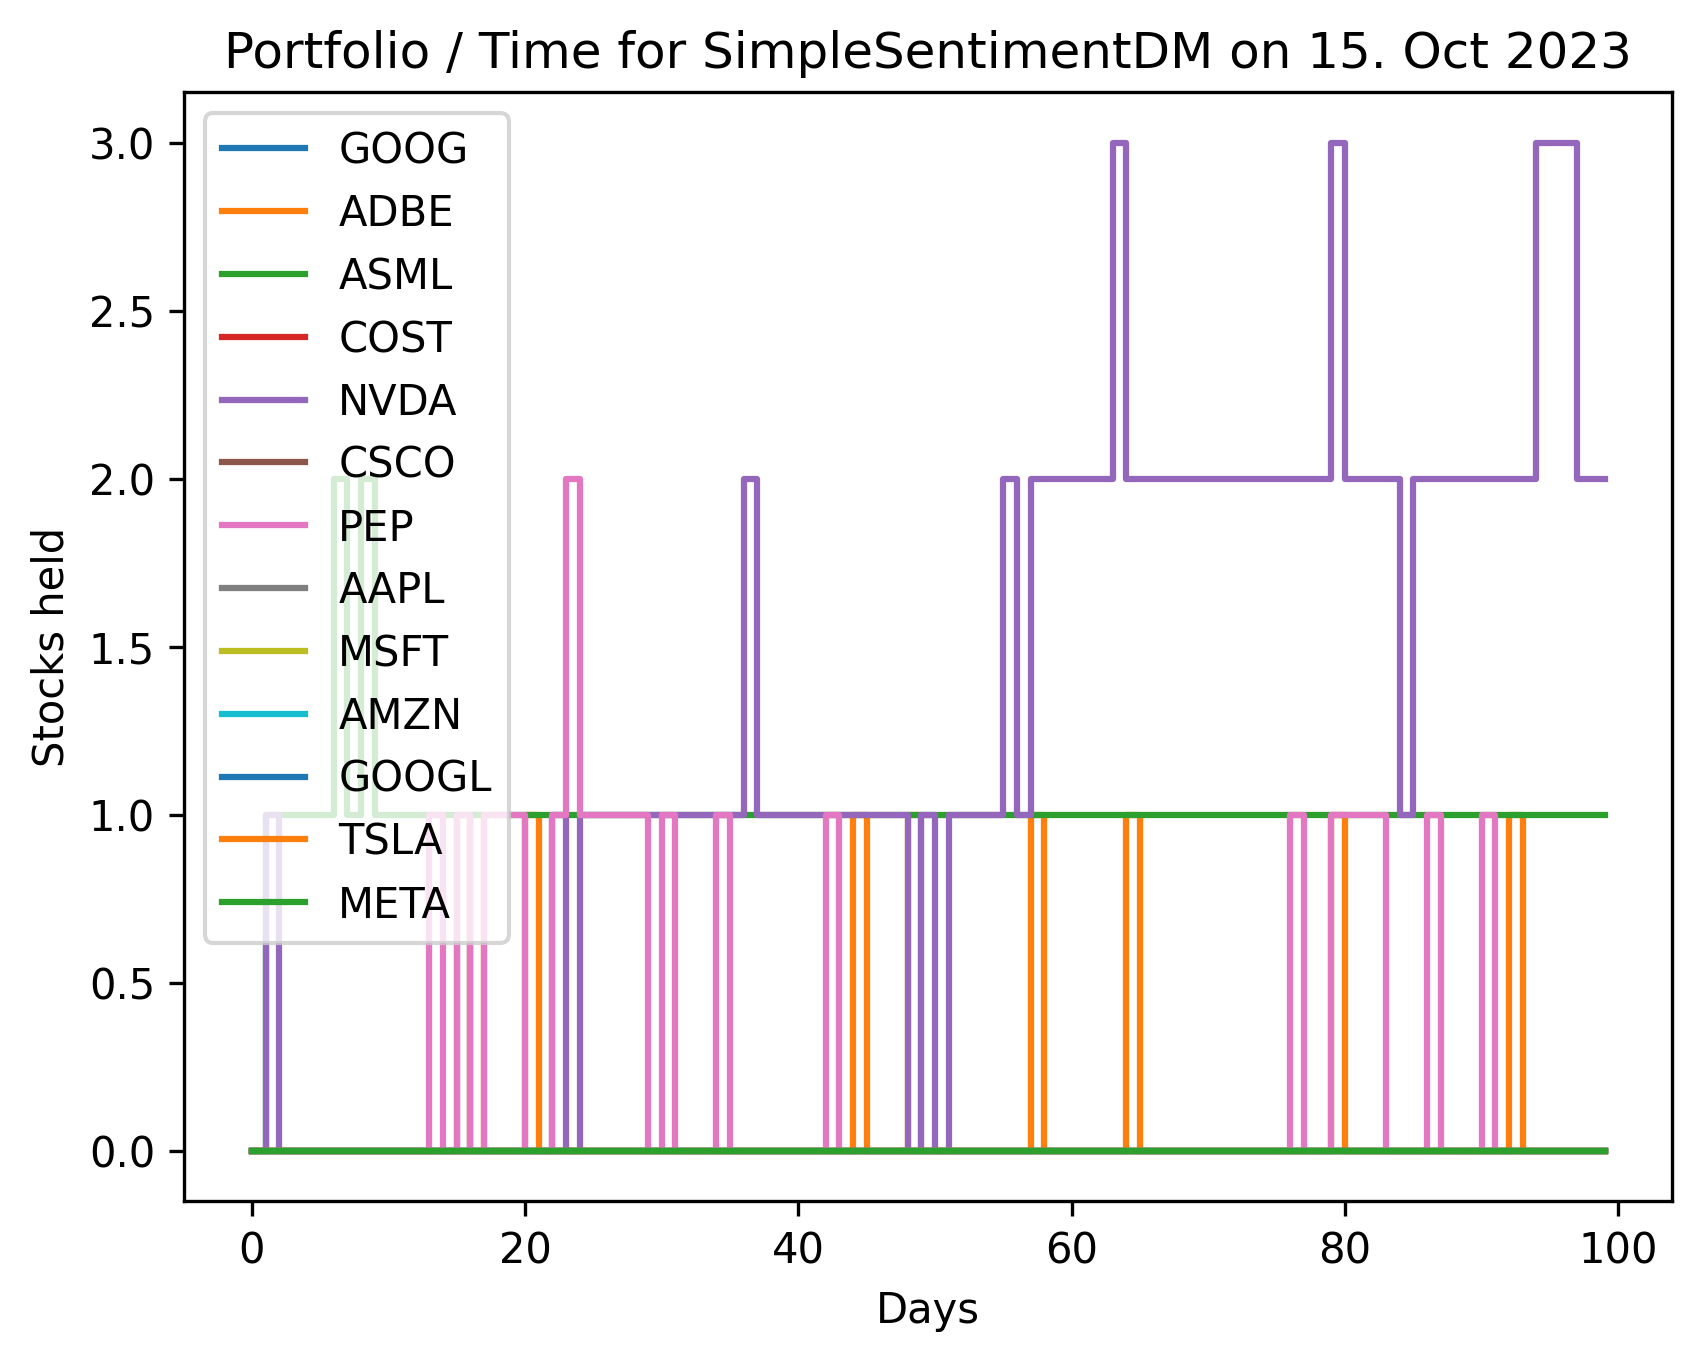 Portfolio / Time for SimpleSentimentDM on 15. Oct 2023
3.0
2.5
2.0
1.5
1.0
0.5
0.0
Stocks held
GOOG
ADBE
ASML
COST
NVDA
CSCO
PEP
AAPL
MSFT
AMZN
GOOGL
TSLA
META
0 20 40 60 80 100
Days